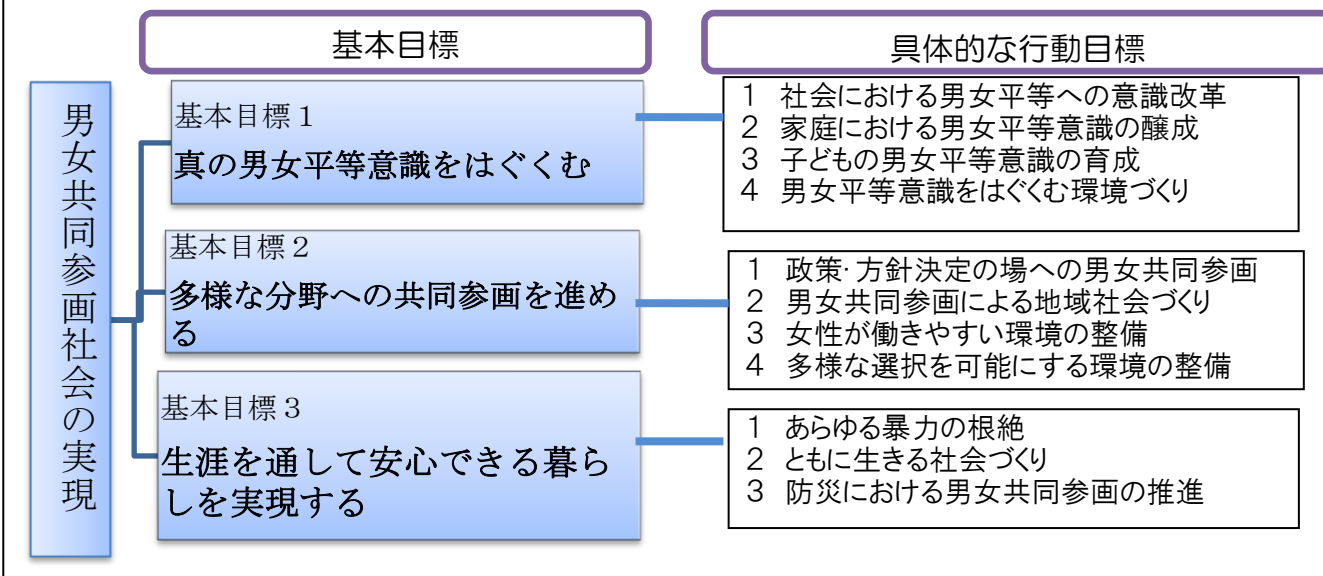 基本目標
具体的な行動目標
男女共同参画社会の実現
基本目標1
真の男女平等意識をはぐくむ
1 社会における男女平等への意識改革
2 家庭における男女平等意識の醸成
3 子どもの男女平等意識の育成
4 男女平等意識をはぐくむ環境づくり
基本目標2
多様な分野への共同参画を進め
る
1 政策・方針決定の場への男女共同参画
2 男女共同参画による地域社会づくり
3 女性が働きやすい環境の整備
4 多様な選択を可能にする環境の整備
基本目標3
生涯を通して安心できる暮ら
しを実現する
1 あらゆる暴力の根絶
2 ともに生きる社会づくり
3 防災における男女共同参画の推進